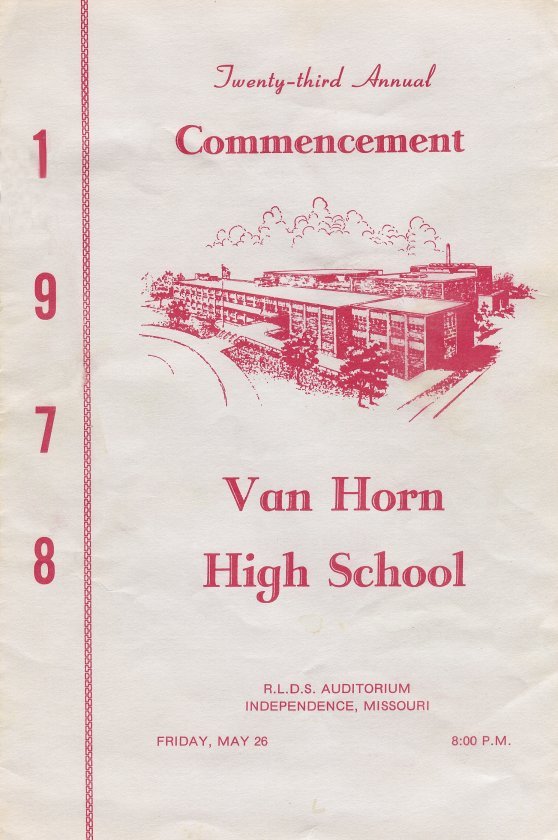 1
9
7
8
Twenty-third Annual
Commencement
Van Horn
High School
R.L.D.S. AUDITORIUM
INDEPENDENCE, MISSOURI
FRIDAY, MAY 26 8:00 P.M.